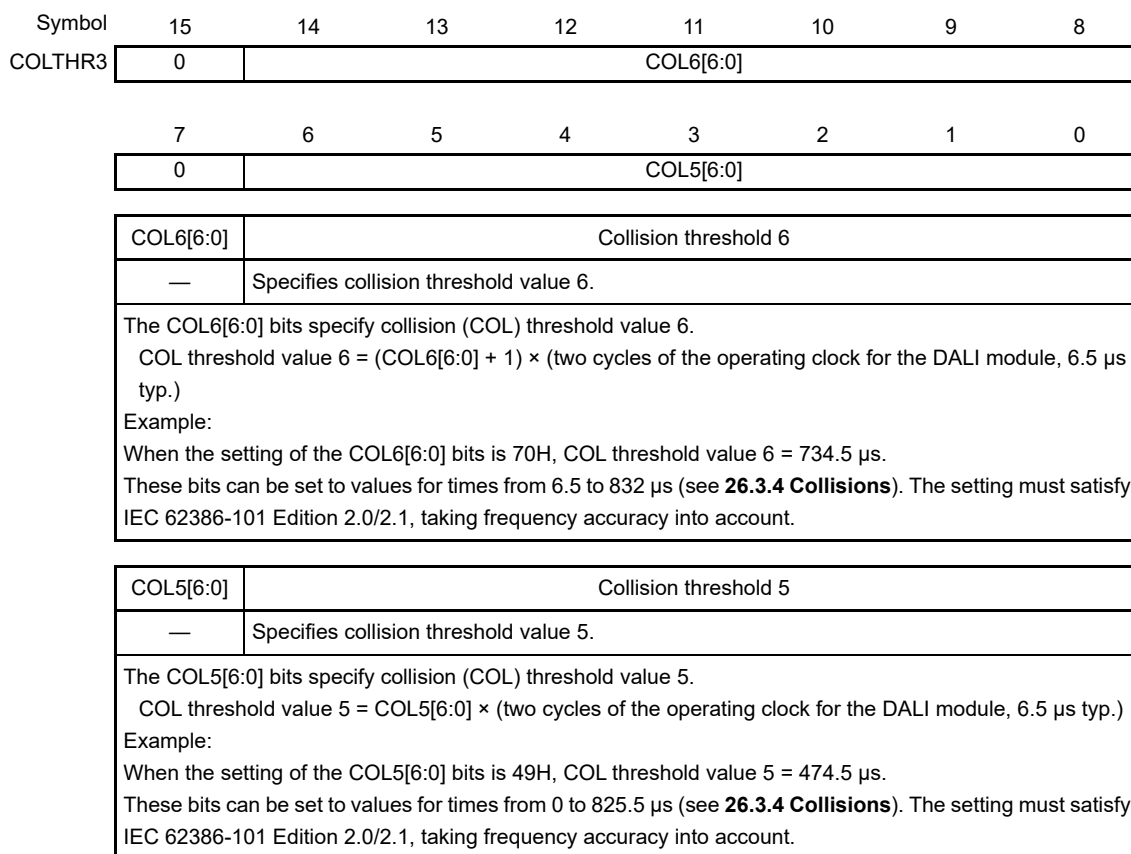 Symbol 15 14 13 12 11 10 9 8
COLTHR3 0 COL6[6:0]
7 6 5 4 3 2 1 0
0 COL5[6:0]
COL6[6:0] Collision threshold 6
— Specifies collision threshold value 6.
The COL6[6:0] bits specify collision (COL) threshold value 6.
COL threshold value 6 = (COL6[6:0] + 1) × (two cycles of the operating clock for the DALI module, 6.5 µs
typ.)
Example:
When the setting of the COL6[6:0] bits is 70H, COL threshold value 6 = 734.5 µs.
These bits can be set to values for times from 6.5 to 832 µs (see 26.3.4 Collisions). The setting must satisfy
IEC 62386-101 Edition 2.0/2.1, taking frequency accuracy into account.
COL5[6:0] Collision threshold 5
— Specifies collision threshold value 5.
The COL5[6:0] bits specify collision (COL) threshold value 5.
COL threshold value 5 = COL5[6:0] × (two cycles of the operating clock for the DALI module, 6.5 µs typ.)
Example:
When the setting of the COL5[6:0] bits is 49H, COL threshold value 5 = 474.5 µs.
These bits can be set to values for times from 0 to 825.5 µs (see 26.3.4 Collisions). The setting must satisfy
IEC 62386-101 Edition 2.0/2.1, taking frequency accuracy into account.